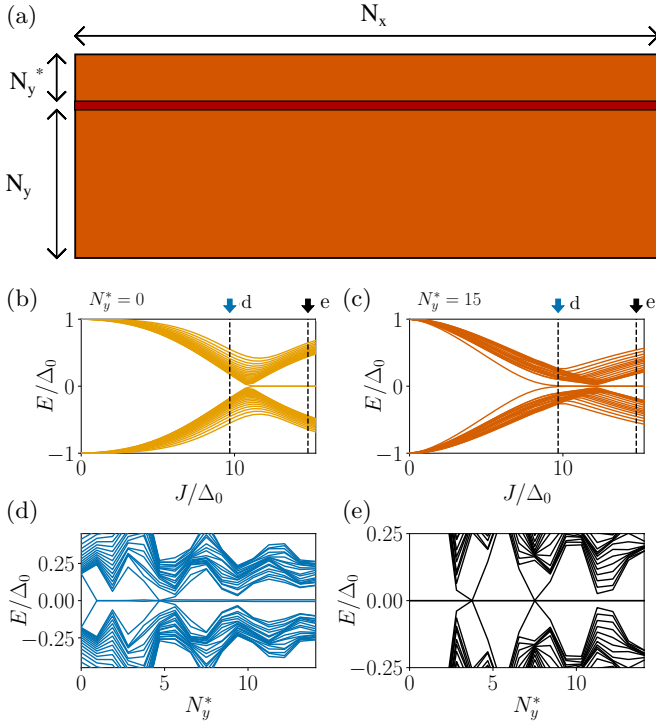 (a)
N_x
N_y^*
N_y
(b)
N_y^* = 0
d
e
1
0
−1
E/Δ_0
0
10
J/Δ_0
(c)
N_y^* = 15
d
e
1
0
−1
E/Δ_0
0
10
J/Δ_0
(d)
0.25
0.00
−0.25
E/Δ_0
0
5
10
N_y^*
(e)
0.25
0.00
−0.25
E/Δ_0
0
5
10
N_y^*